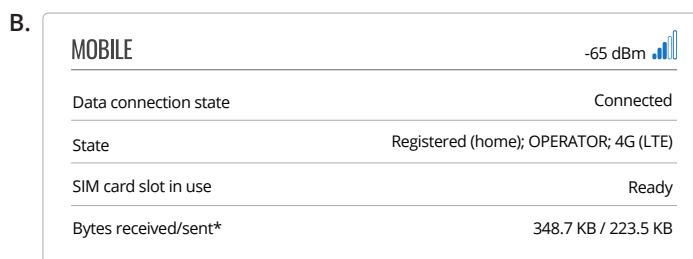 B.
MOBILE -65 dBm
Data connection state Connected
State Registered (home); OPERATOR; 4G (LTE)
SIM card slot in use Ready
Bytes received/sent* 348.7 KB / 223.5 KB